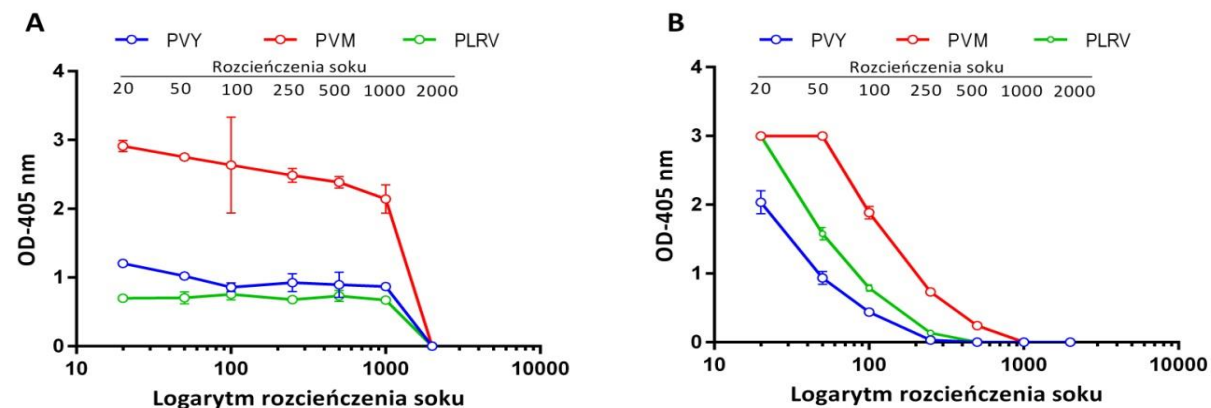 A
PVY PVM PLRV
Rozcieńczenia soku
20 50 100 250 500 1000 2000
4
3
2
1
0
OD-405 nm
10 100 1000 10000
Logarytm rozcieńczenia soku
B
PVY PVM PLRV
Rozcieńczenia soku
20 50 100 250 500 1000 2000
4
3
2
1
0
OD-405 nm
10 100 1000 10000
Logarytm rozcieńczenia soku